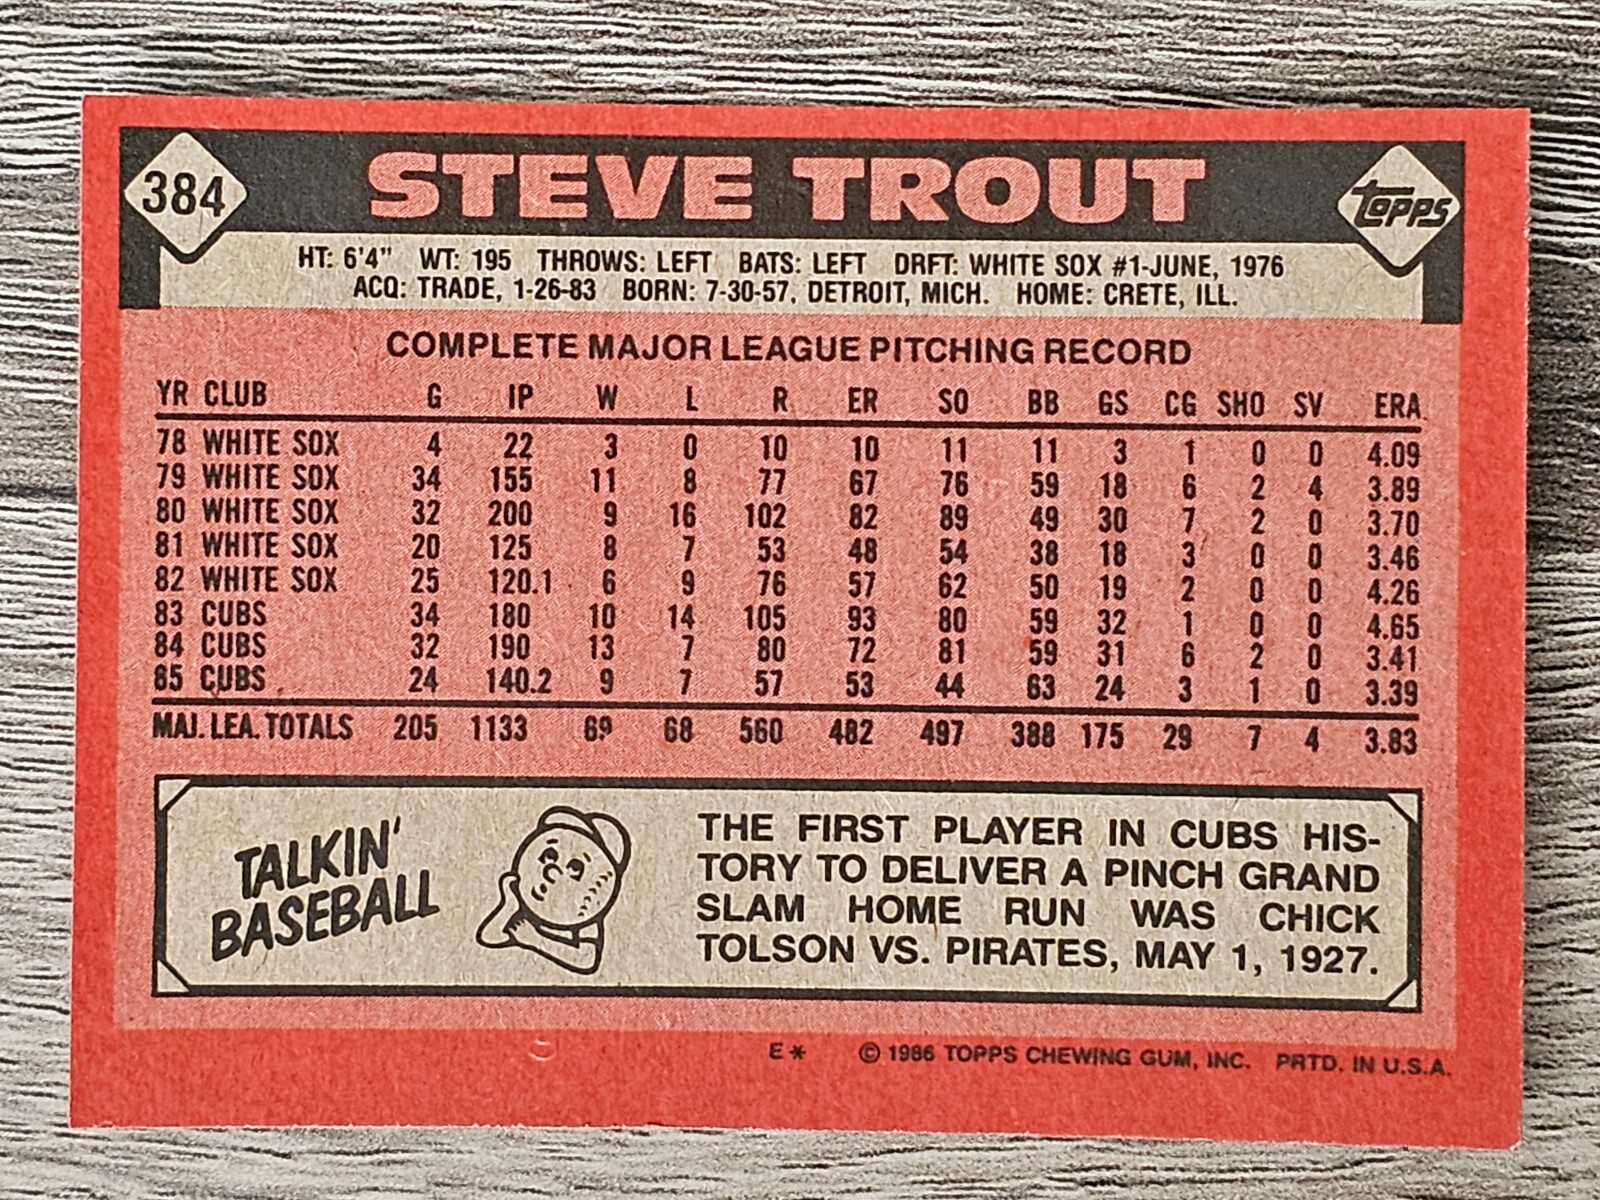 384
STEVE TROUT
topps
HT: 6'4" WT: 195 THROWS: LEFT BATS: LEFT DRFT: WHITE SOX #1-JUNE, 1976
ACQ: TRADE, 1-26-83 BORN: 7-30-57, DETROIT, MICH. HOME: CRETE, ILL.
COMPLETE MAJOR LEAGUE PITCHING RECORD
YR CLUB G IP W L R ER SO BB GS CG SHO SV ERA
78 WHITE SOX 4 22 3 0 10 10 11 11 3 1 0 0 4.09
79 WHITE SOX 34 155 11 8 77 67 76 59 18 6 2 4 3.89
80 WHITE SOX 32 200 9 16 102 82 89 49 30 7 2 0 3.70
81 WHITE SOX 20 125 8 7 53 48 54 38 18 3 0 0 3.46
82 WHITE SOX 25 120.1 6 9 76 57 62 50 19 2 0 0 4.26
83 CUBS 34 180 10 14 105 93 80 59 32 1 0 0 4.65
84 CUBS 32 190 13 7 80 72 81 59 31 6 2 0 3.41
85 CUBS 24 140.2 9 7 57 53 44 63 24 3 1 0 3.39
MAJ. LEA. TOTALS 205 1133 69 68 560 482 497 388 175 29 7 4 3.83
TALKIN'
BASEBALL
THE FIRST PLAYER IN CUBS HIS-
TORY TO DELIVER A PINCH GRAND
SLAM HOME RUN WAS CHICK
TOLSON VS. PIRATES, MAY 1, 1927.
E* © 1986 TOPPS CHEWING GUM, INC. PRTD. IN U.S.A.